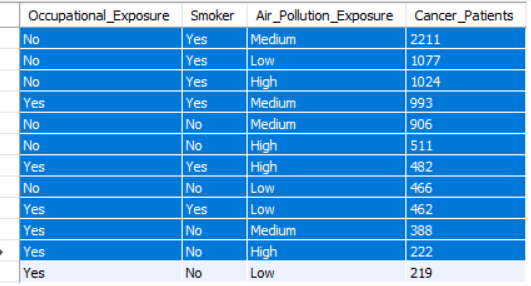 Occupational_Exposure Smoker Air_Pollution_Exposure Cancer_Patients
No Yes Medium 2211
No Yes Low 1077
No Yes High 1024
Yes Yes Medium 993
No No Medium 906
No No High 511
Yes Yes High 482
No No Low 466
Yes Yes Low 462
Yes No Medium 388
Yes No High 222
Yes No Low 219